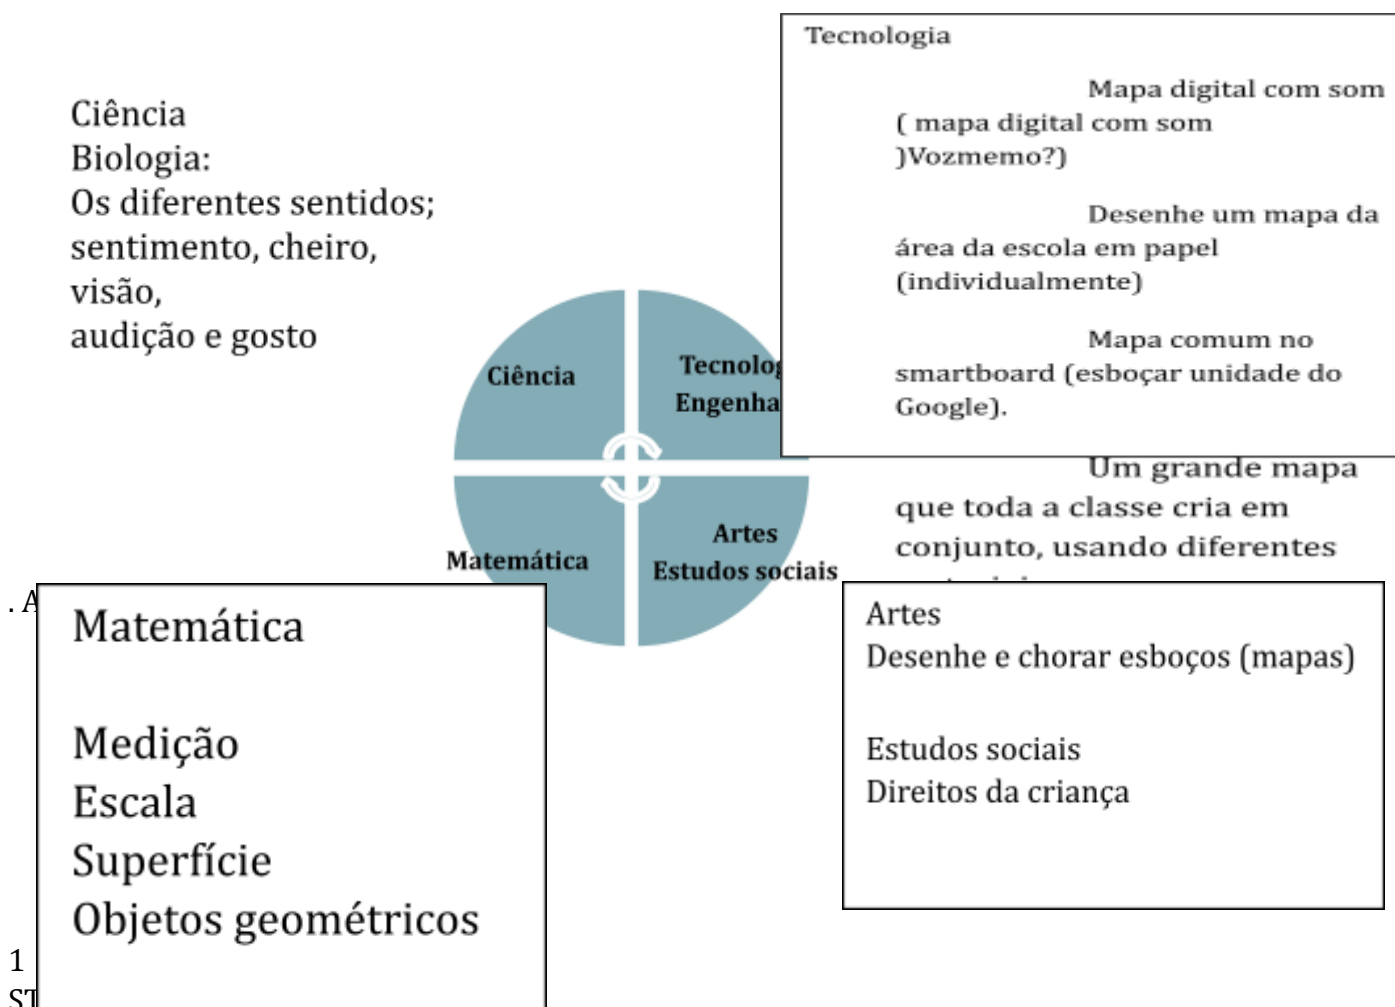 Ciência
Biologia:
Os diferentes sentidos;
sentimento, cheiro,
visão,
audição e gosto
Tecnologia
Mapa digital com som
( mapa digital com som
)Vozmemo?)
Desenhe um mapa da
área da escola em papel
(individualmente)
Mapa comum no
smartboard (esboçar unidade do
Google).
Um grande mapa
que toda a classe cria em
conjunto, usando diferentes
Ciência
Tecnolog
Engenha
Matemática
Artes
Estudos sociais
. A
Matemática
Medição
Escala
Superfície
Objetos geométricos
Artes
Desenhe e chorar esboços (mapas)
Estudos sociais
Direitos da criança
1
ST